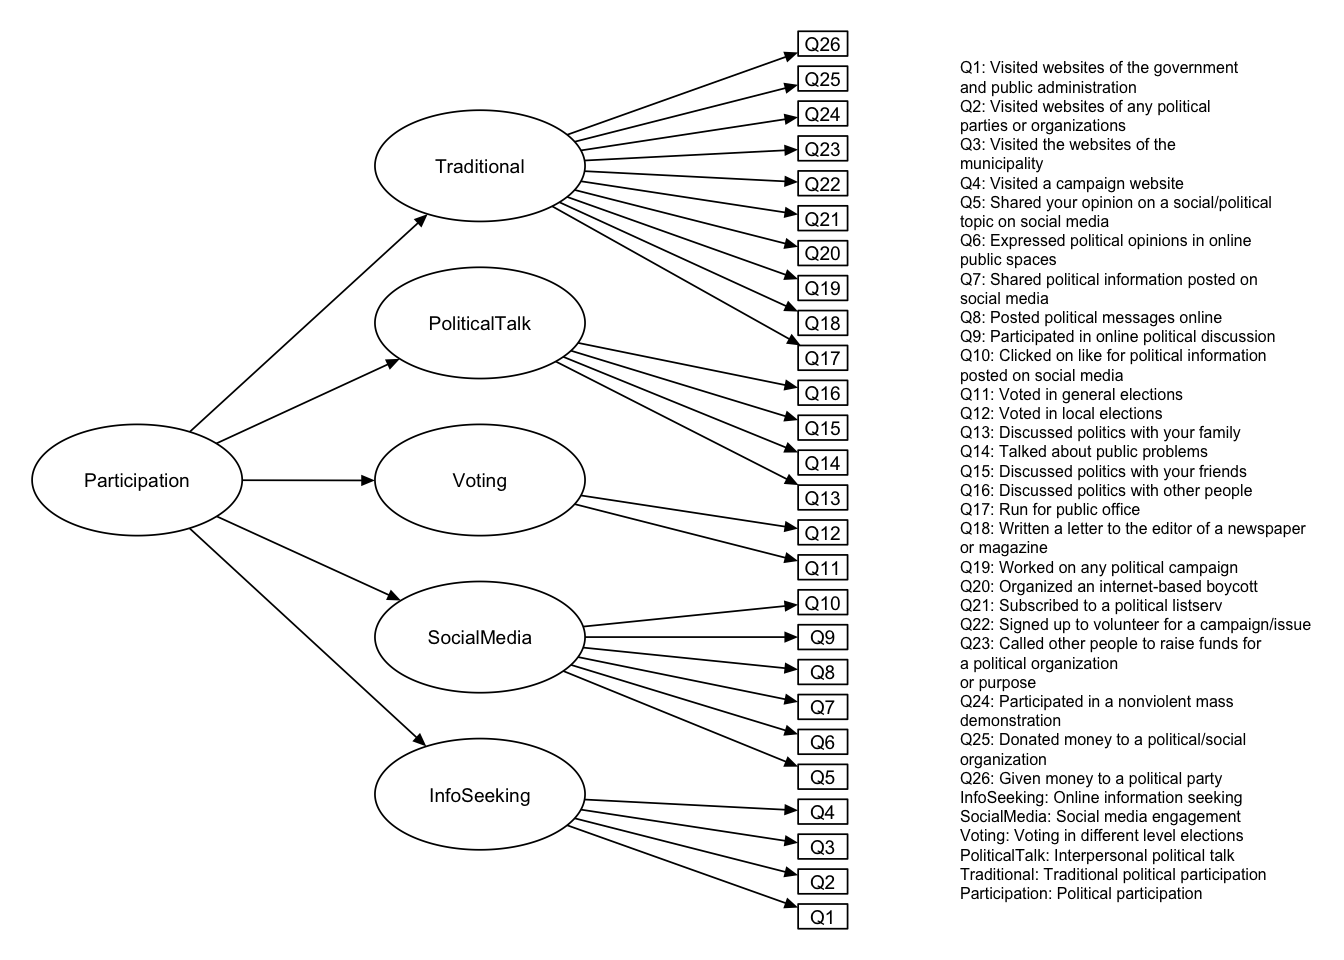 Q26
Q25
Q24
Q23
Q22
Q21
Q20
Q19
Q18
Q17
Q16
Q15
Q14
Q13
Q12
Q11
Q10
Q9
Q8
Q7
Q6
Q5
Q4
Q3
Q2
Q1
Traditional
PoliticalTalk
Participation
Voting
SocialMedia
InfoSeeking
Q1: Visited websites of the government
and public administration
Q2: Visited websites of any political
parties or organizations
Q3: Visited the websites of the
municipality
Q4: Visited a campaign website
Q5: Shared your opinion on a social/political
topic on social media
Q6: Expressed political opinions in online
public spaces
Q7: Shared political information posted on
social media
Q8: Posted political messages online
Q9: Participated in online political discussion
Q10: Clicked on like for political information
posted on social media
Q11: Voted in general elections
Q12: Voted in local elections
Q13: Discussed politics with your family
Q14: Talked about public problems
Q15: Discussed politics with your friends
Q16: Discussed politics with other people
Q17: Run for public office
Q18: Written a letter to the editor of a newspaper
or magazine
Q19: Worked on any political campaign
Q20: Organized an internet-based boycott
Q21: Subscribed to a political listserv
Q22: Signed up to volunteer for a campaign/issue
Q23: Called other people to raise funds for
a political organization
or purpose
Q24: Participated in a nonviolent mass
demonstration
Q25: Donated money to a political/social
organization
Q26: Given money to a political party
InfoSeeking: Online information seeking
SocialMedia: Social media engagement
Voting: Voting in different level elections
PoliticalTalk: Interpersonal political talk
Traditional: Traditional political participation
Participation: Political participation